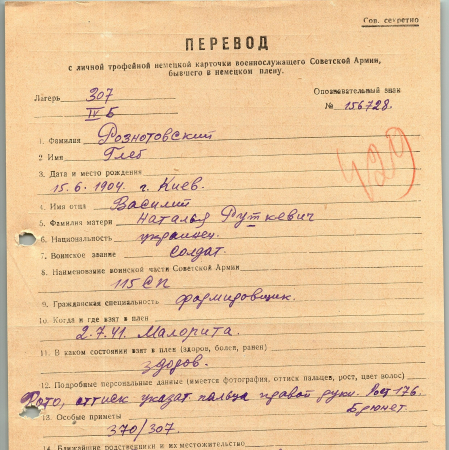 Сов. секретно
ПЕРЕВОД
с личной трофейной немецкой карточки военнослужащего Советской Армии,
бывшего в немецком плену.
Лагерь 307
IV Б
Опознавательный знак
№ 156728.
1. Фамилия Рознотовский
2 Имя Глеб
429
3. Дата и место рождения
15.6.1904. г. Киев.
4. Имя отца Василий
5. Фамилия матери Наталья Руткевич
6. Национальность украинец.
7. Воинское звание солдат.
8. Наименование воинской части Советской Армии
115 СП
9. Гражданская специальность формировщик.
10. Когда и где взят в плен
2.7.41. Малорита.
11. В каком состоянии взят в плен (здоров, болен, ранен)
здоров.
12. Подробные персональные данные (имеется фотография, оттиск пальцев, рост, цвет волос)
Фото, оттиск указат. пальца правой руки. Рост 176.
Брюнет.
13. Особые приметы
370/307.
14. Ближайшие родственники и их местожительство